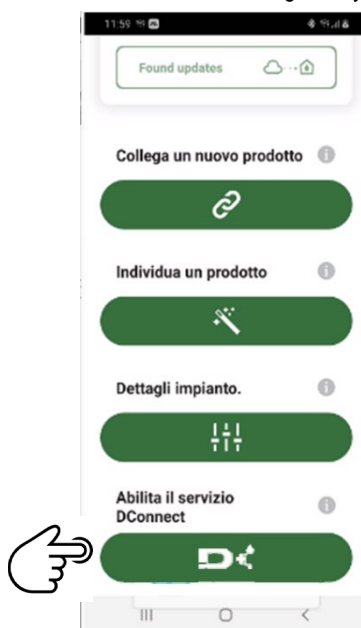 11:59
Found updates
Collega un nuovo prodotto
Individua un prodotto
Dettagli impianto.
Abilita il servizio
DConnect
D